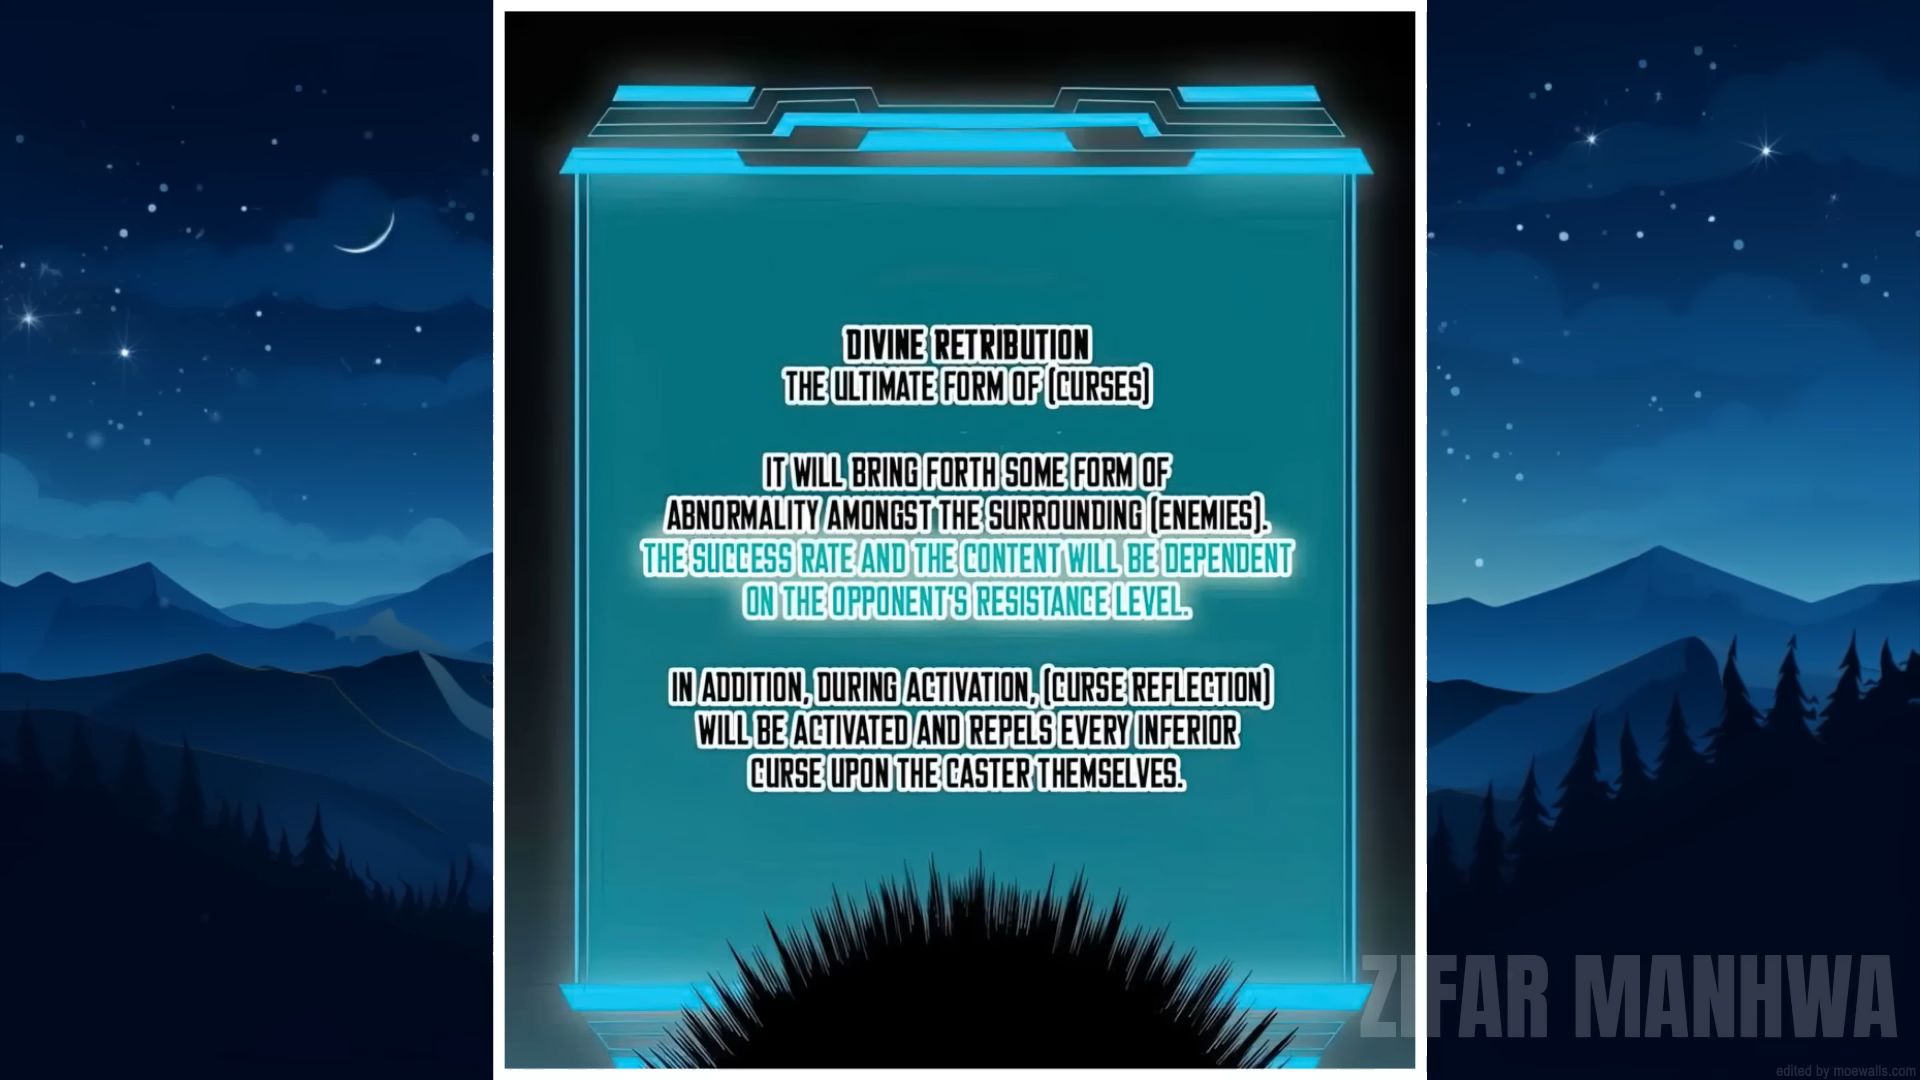 DIVINE RETRIBUTION
THE ULTIMATE FORM OF [CURSES]
IT WILL BRING FORTH SOME FORM OF
ABNORMALITY AMONGST THE SURROUNDING [ENEMIES].
THE SUCCESS RATE AND THE CONTENT WILL BE DEPENDENT
ON THE OPPONENT'S RESISTANCE LEVEL.
IN ADDITION, DURING ACTIVATION, [CURSE REFLECTION]
WILL BE ACTIVATED AND REPELS EVERY INFERIOR
CURSE UPON THE CASTER THEMSELVES.
ZIFAR MANHWA
edited by moewalls.com